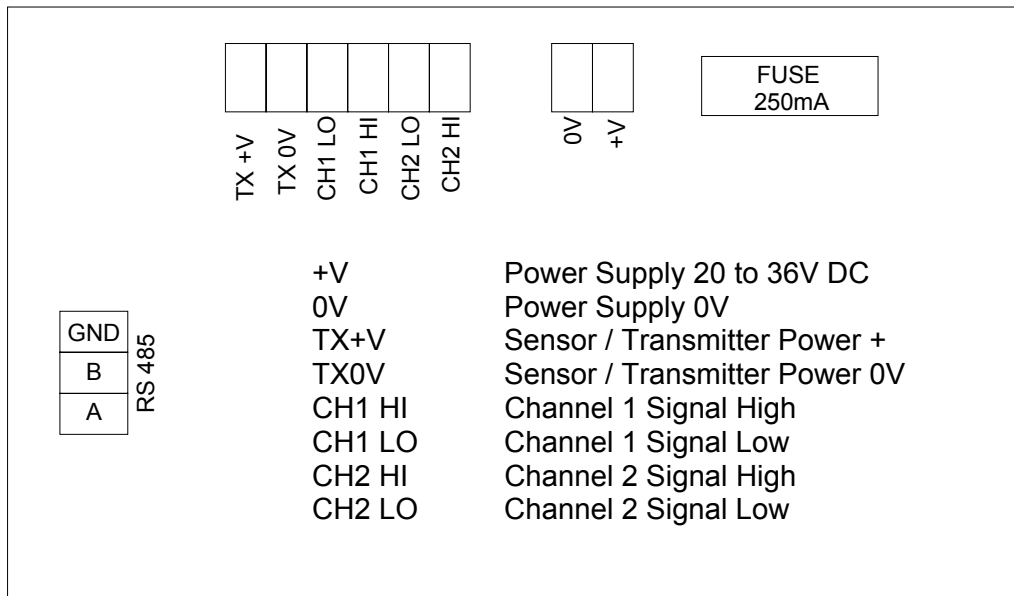 FUSE
250mA
TX +V
TX 0V
CH1 LO
CH1 HI
CH2 LO
CH2 HI
0V
+V
+V Power Supply 20 to 36V DC
0V Power Supply 0V
TX+V Sensor / Transmitter Power +
TX0V Sensor / Transmitter Power 0V
CH1 HI Channel 1 Signal High
CH1 LO Channel 1 Signal Low
CH2 HI Channel 2 Signal High
CH2 LO Channel 2 Signal Low
GND
B
A
RS 485